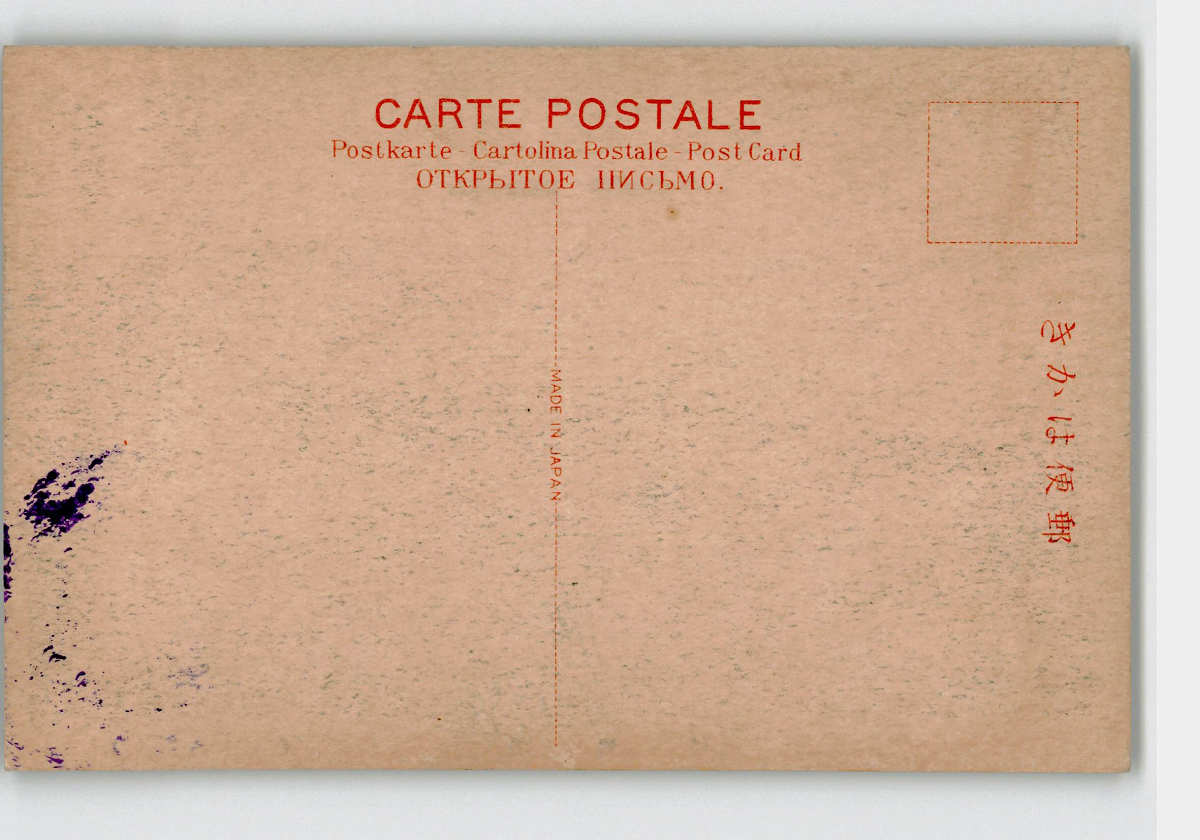 CARTE POSTALE
Postkarte - Cartolina Postale - Post Card
ОТКРЫТОЕ ПИСЬМО.
MADE IN JAPAN
きかは便郵